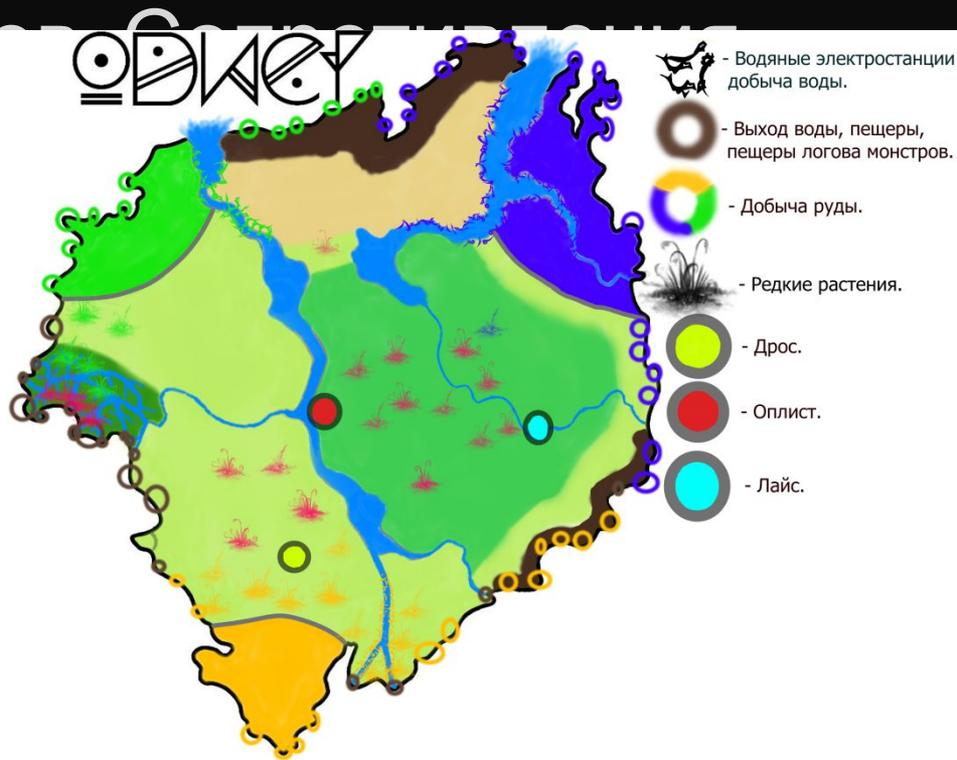 - Водяные электростанции
добыча воды.
- Выход воды, пещеры,
пещеры логова монстров.
- Добыча руды.
- Редкие растения.
- Дрос.
- Оплист.
- Лайс.